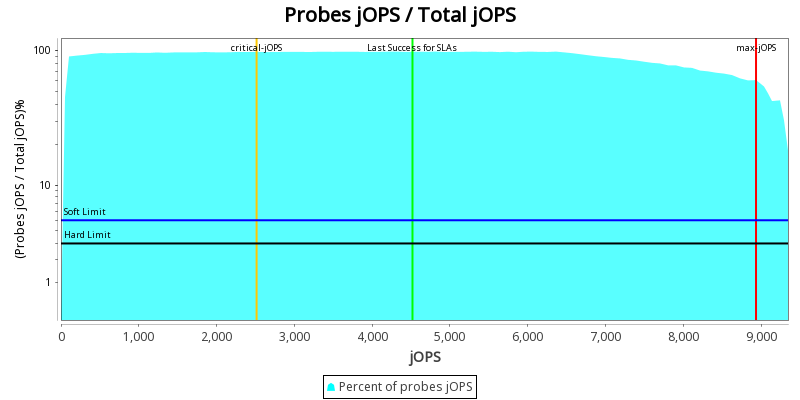 Probes jOPS / Total jOPS
(Probes jOPS / Total jOPS)%
100
10
1
critical-jOPS
Last Success for SLAs
max-jOPS
Soft Limit
Hard Limit
0
1,000
2,000
3,000
4,000
5,000
6,000
7,000
8,000
9,000
jOPS
Percent of probes jOPS